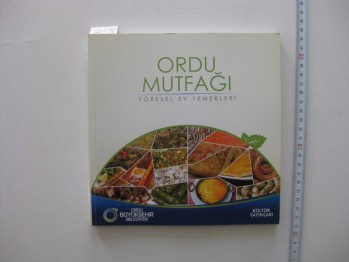 ORDU
MUTFAĞI
YÖRESEL EV YEMEKLERİ
ORDU
BÜYÜKŞEHİR
BELEDİYESİ
KÜLTÜR
YAYINLARI